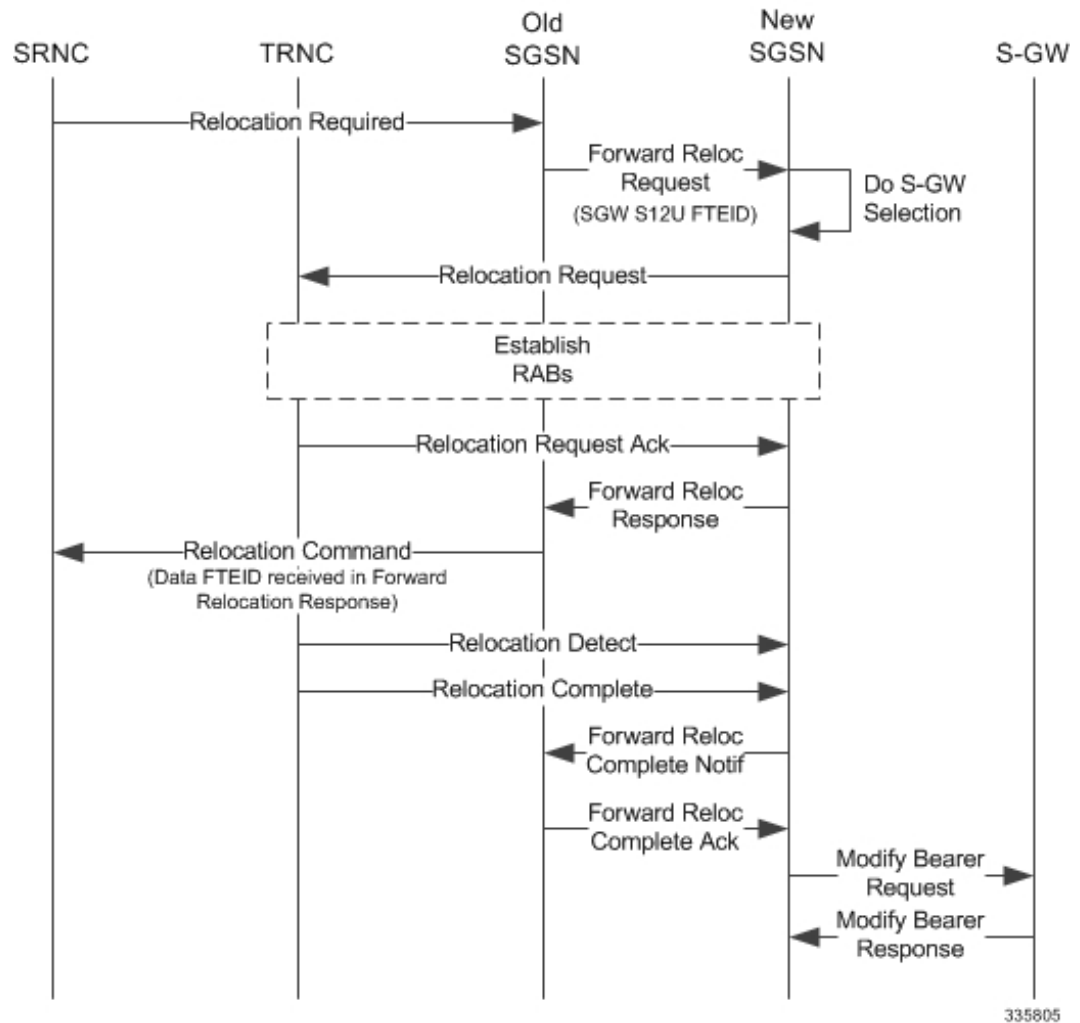 Old
New
SRNC
TRNC
SGSN
SGSN
S-GW
Relocation Required
Forward Reloc
Request
(SGW S12U FTEID)
Do S-GW
Selection
Relocation Request
Establish
RABs
Relocation Request Ack
Forward Reloc
Response
Relocation Command
(Data FTEID received in Forward
Relocation Response)
Relocation Detect
Relocation Complete
Forward Reloc
Complete Notif
Forward Reloc
Complete Ack
Modify Bearer
Request
Modify Bearer
Response
335805